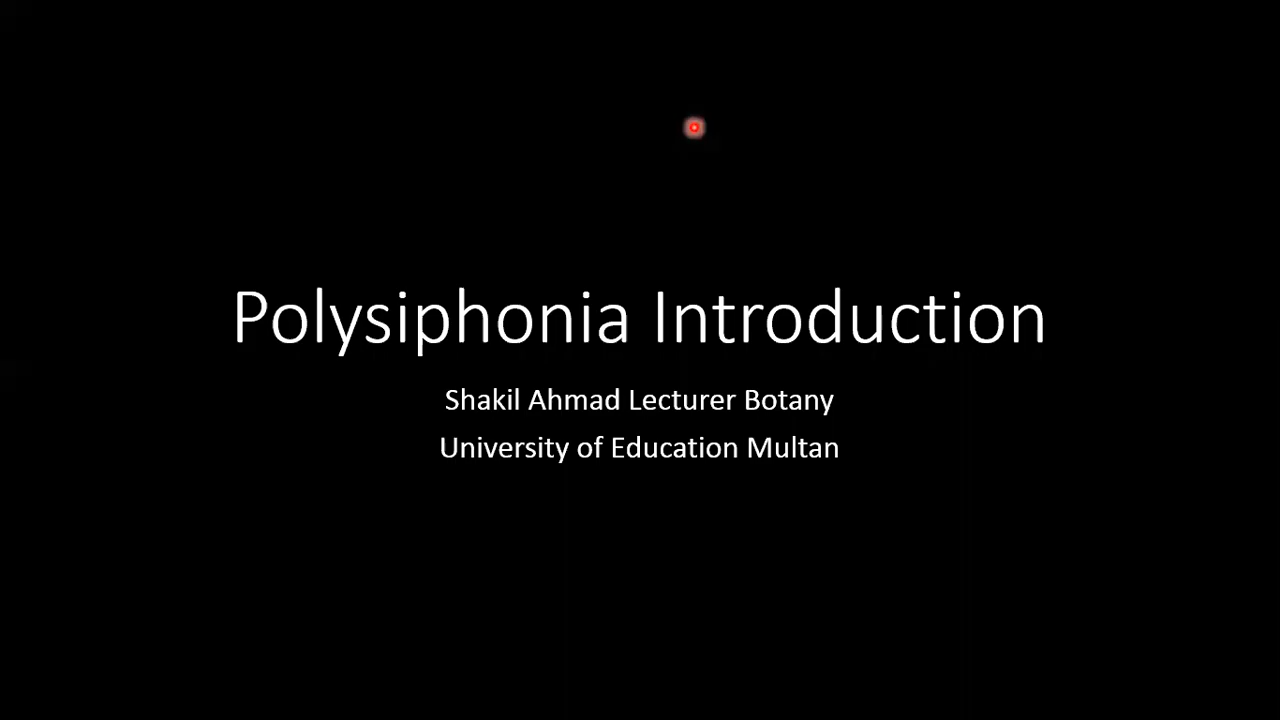 Polysiphonia Introduction
Shakil Ahmad Lecturer Botany
University of Education Multan